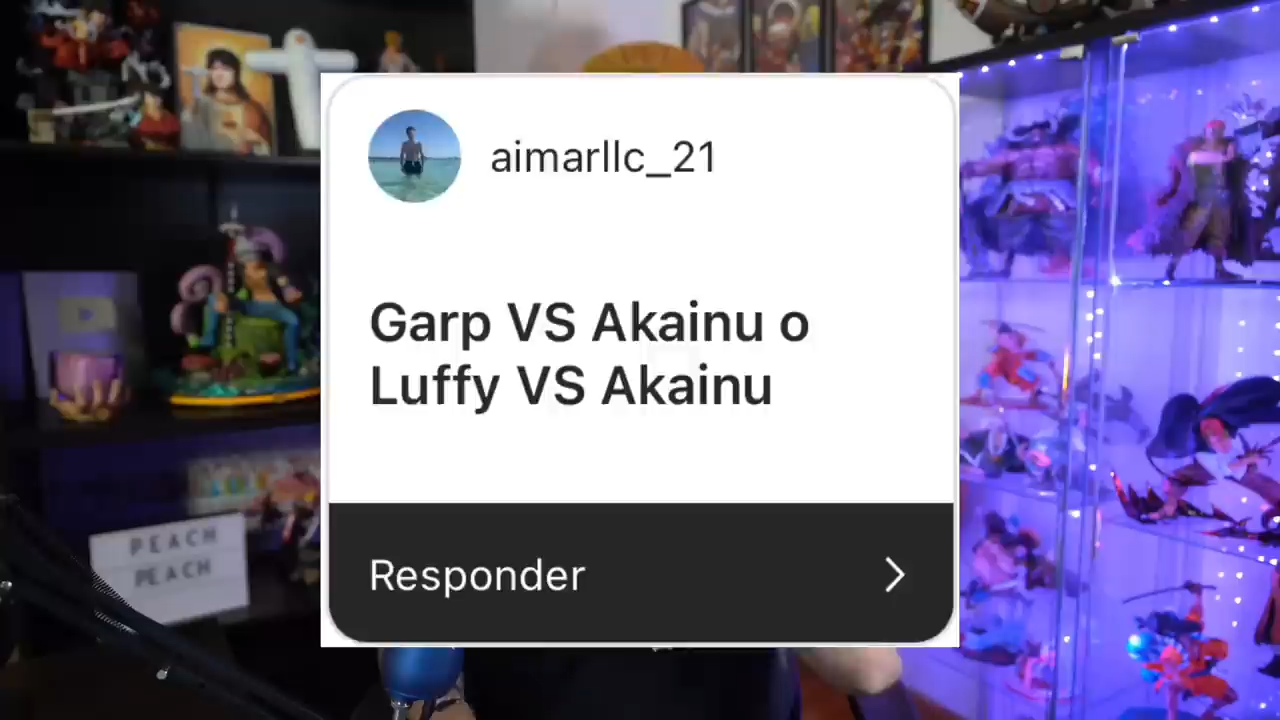 aimarllc_21
Garp VS Akainu o
Luffy VS Akainu
Responder
PEACH
PEACH